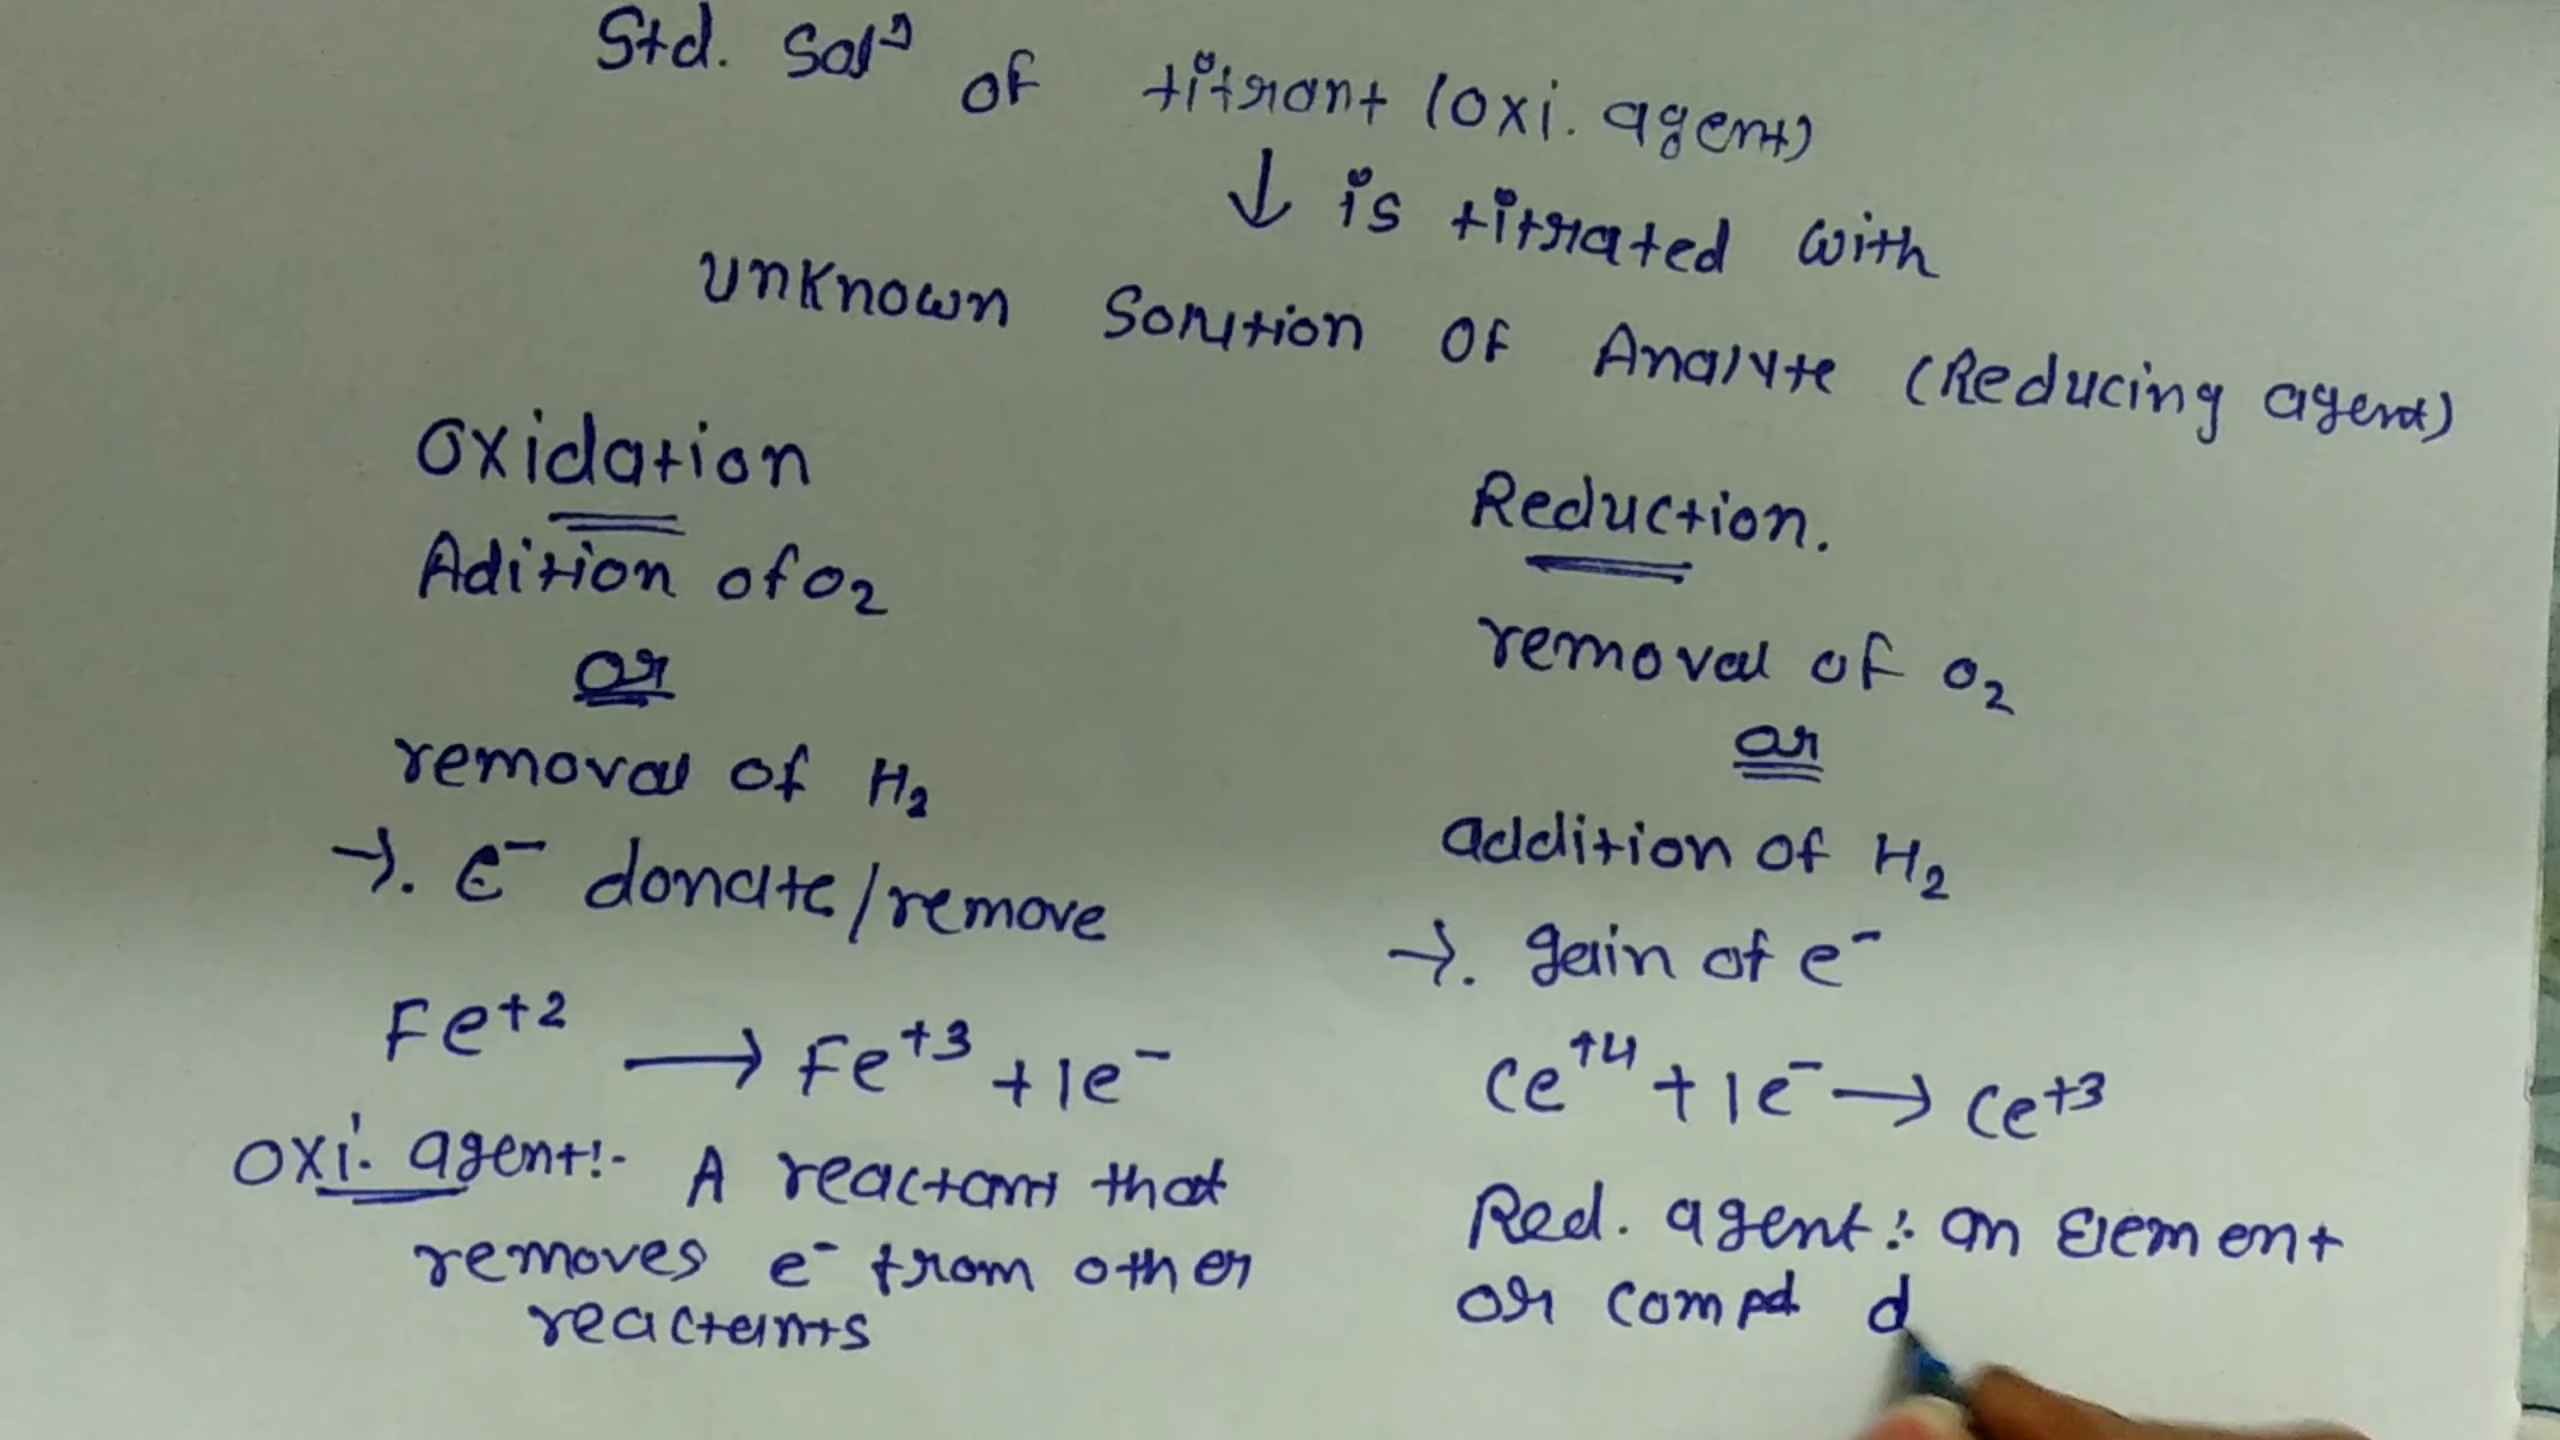 Std. Solⁿ of titrant (oxi. agent)
↓ is titrated with
unknown Solution of Analyte (Reducing agent)
Oxidation
Adition of O₂
or
removal of H₂
→. e⁻ donate/remove
Fe⁺² → Fe⁺³ + 1e⁻
Oxi. agent:- A reactant that
removes e⁻ from other
reactants
Reduction.
removal of O₂
or
addition of H₂
→. gain of e⁻
Ce⁺⁴ + 1e⁻ → Ce⁺³
Red. agent:- an Element
or compd d